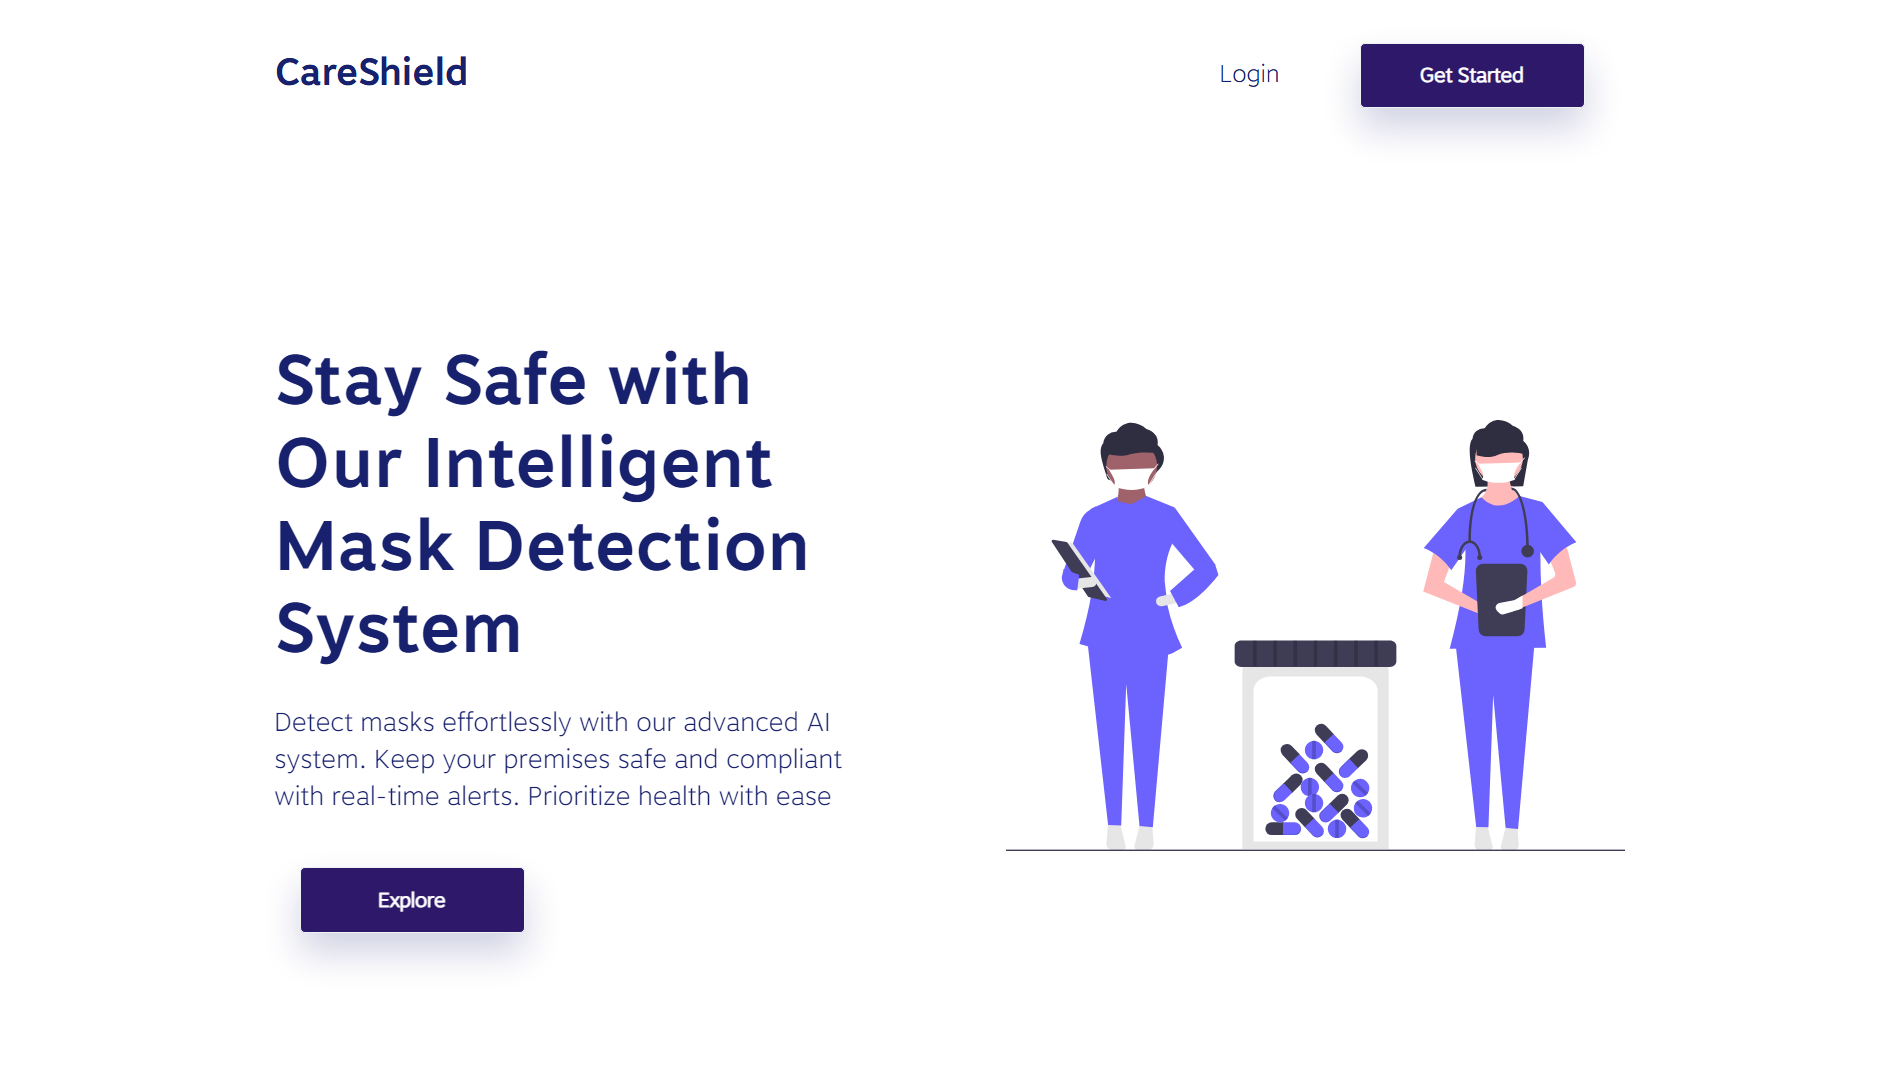 CareShield
Login
Get Started
Stay Safe with
Our Intelligent
Mask Detection
System
Detect masks effortlessly with our advanced AI
system. Keep your premises safe and compliant
with real-time alerts. Prioritize health with ease
Explore